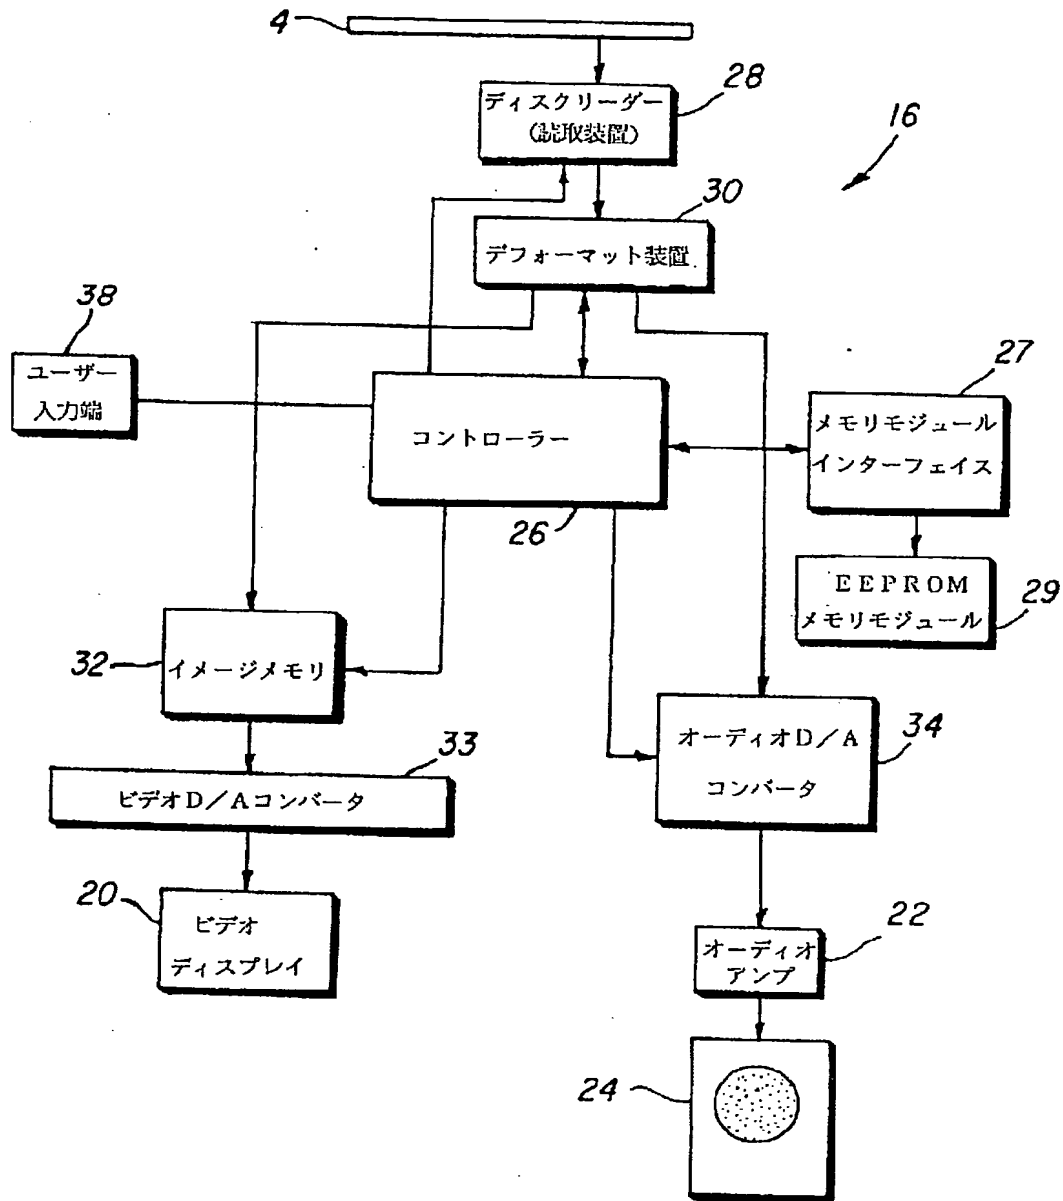 4
28
ディスクリーダー
(読取装置)
16
30
デフォーマット装置
38
ユーザー
入力端
27
メモリモジュール
インターフェイス
コントローラー
26
EEPROM
メモリモジュール
29
32
イメージメモリ
33
ビデオD/Aコンバータ
オーディオD/A
コンバータ
34
20
ビデオ
ディスプレイ
22
オーディオ
アンプ
24